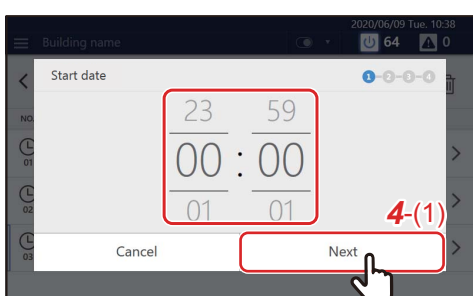 2020/06/09 Tue. 10:38
Building name
64
0
Start date
1-2-3-4
NO.
23 59
00 : 00
01 01
01
02
03
4-(1)
Cancel
Next